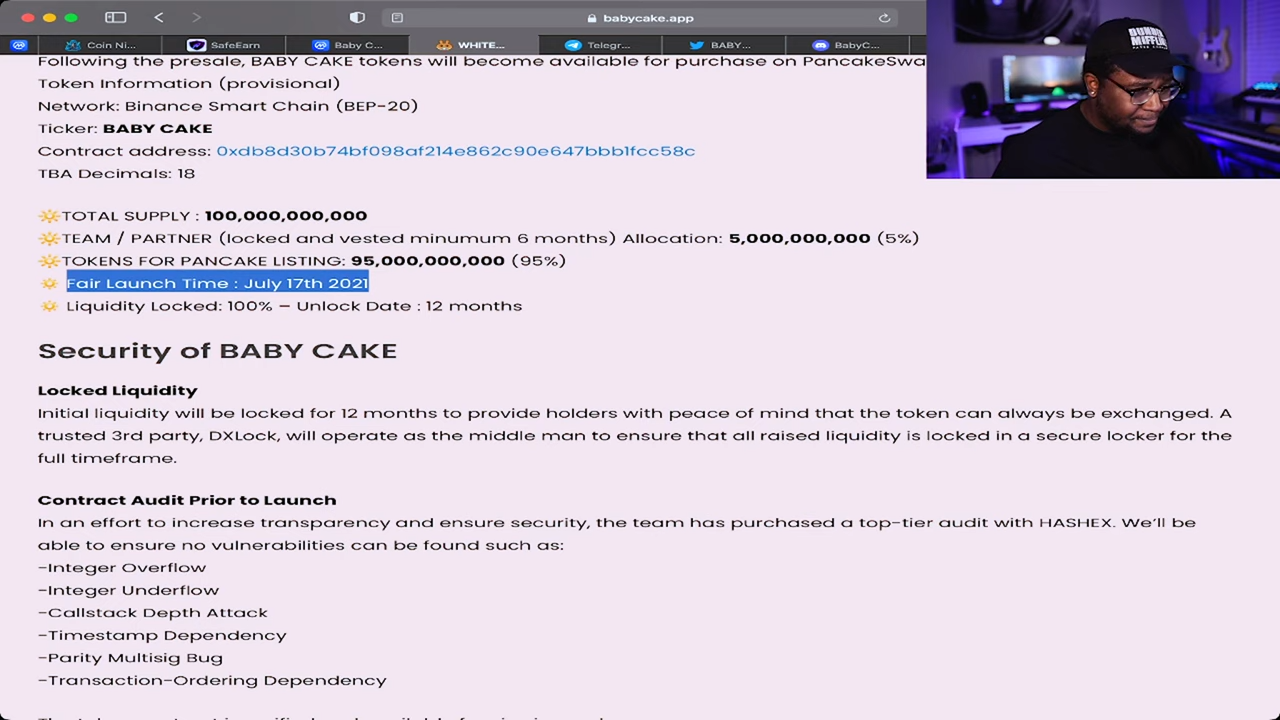 babycake.app
Coin Ni...
SafeEarn
Baby C...
WHITE...
Telegr...
BABY...
BabyC...
Following the presale, BABY CAKE tokens will become available for purchase on PancakeSwa
Token Information (provisional)
Network: Binance Smart Chain (BEP-20)
Ticker: BABY CAKE
Contract address: 0xdb8d30b74bf098af214e862c90e647bbb1fcc58c
TBA Decimals: 18
TOTAL SUPPLY : 100,000,000,000
TEAM / PARTNER (locked and vested minumum 6 months) Allocation: 5,000,000,000 (5%)
TOKENS FOR PANCAKE LISTING: 95,000,000,000 (95%)
Fair Launch Time : July 17th 2021
Liquidity Locked: 100% – Unlock Date : 12 months
Security of BABY CAKE
Locked Liquidity
Initial liquidity will be locked for 12 months to provide holders with peace of mind that the token can always be exchanged. A
trusted 3rd party, DXLock, will operate as the middle man to ensure that all raised liquidity is locked in a secure locker for the
full timeframe.
Contract Audit Prior to Launch
In an effort to increase transparency and ensure security, the team has purchased a top-tier audit with HASHEX. We'll be
able to ensure no vulnerabilities can be found such as:
-Integer Overflow
-Integer Underflow
-Callstack Depth Attack
-Timestamp Dependency
-Parity Multisig Bug
-Transaction-Ordering Dependency
DUNDER
MIFFLIN